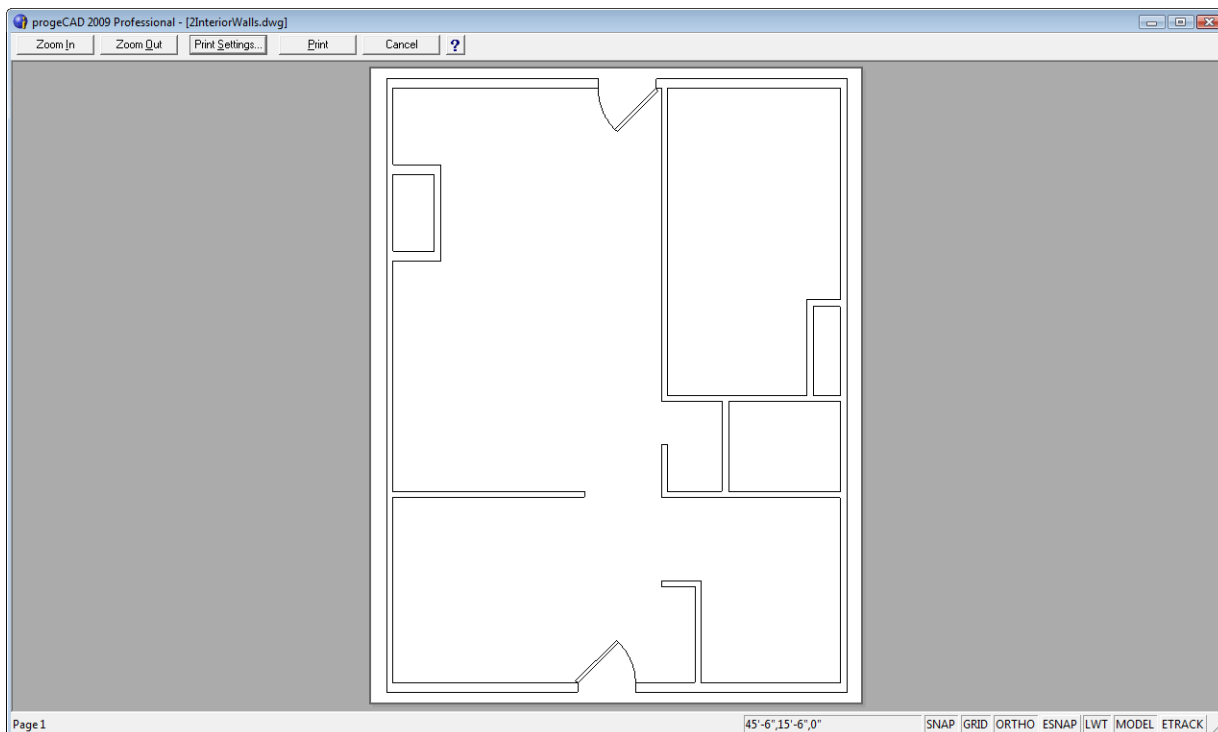 progeCAD 2009 Professional - [2InteriorWalls.dwg]
Zoom In Zoom Out Print Settings... Print Cancel ?
Page 1 45'-6",15'-6",0" SNAP GRID ORTHO ESNAP LWT MODEL ETRACK